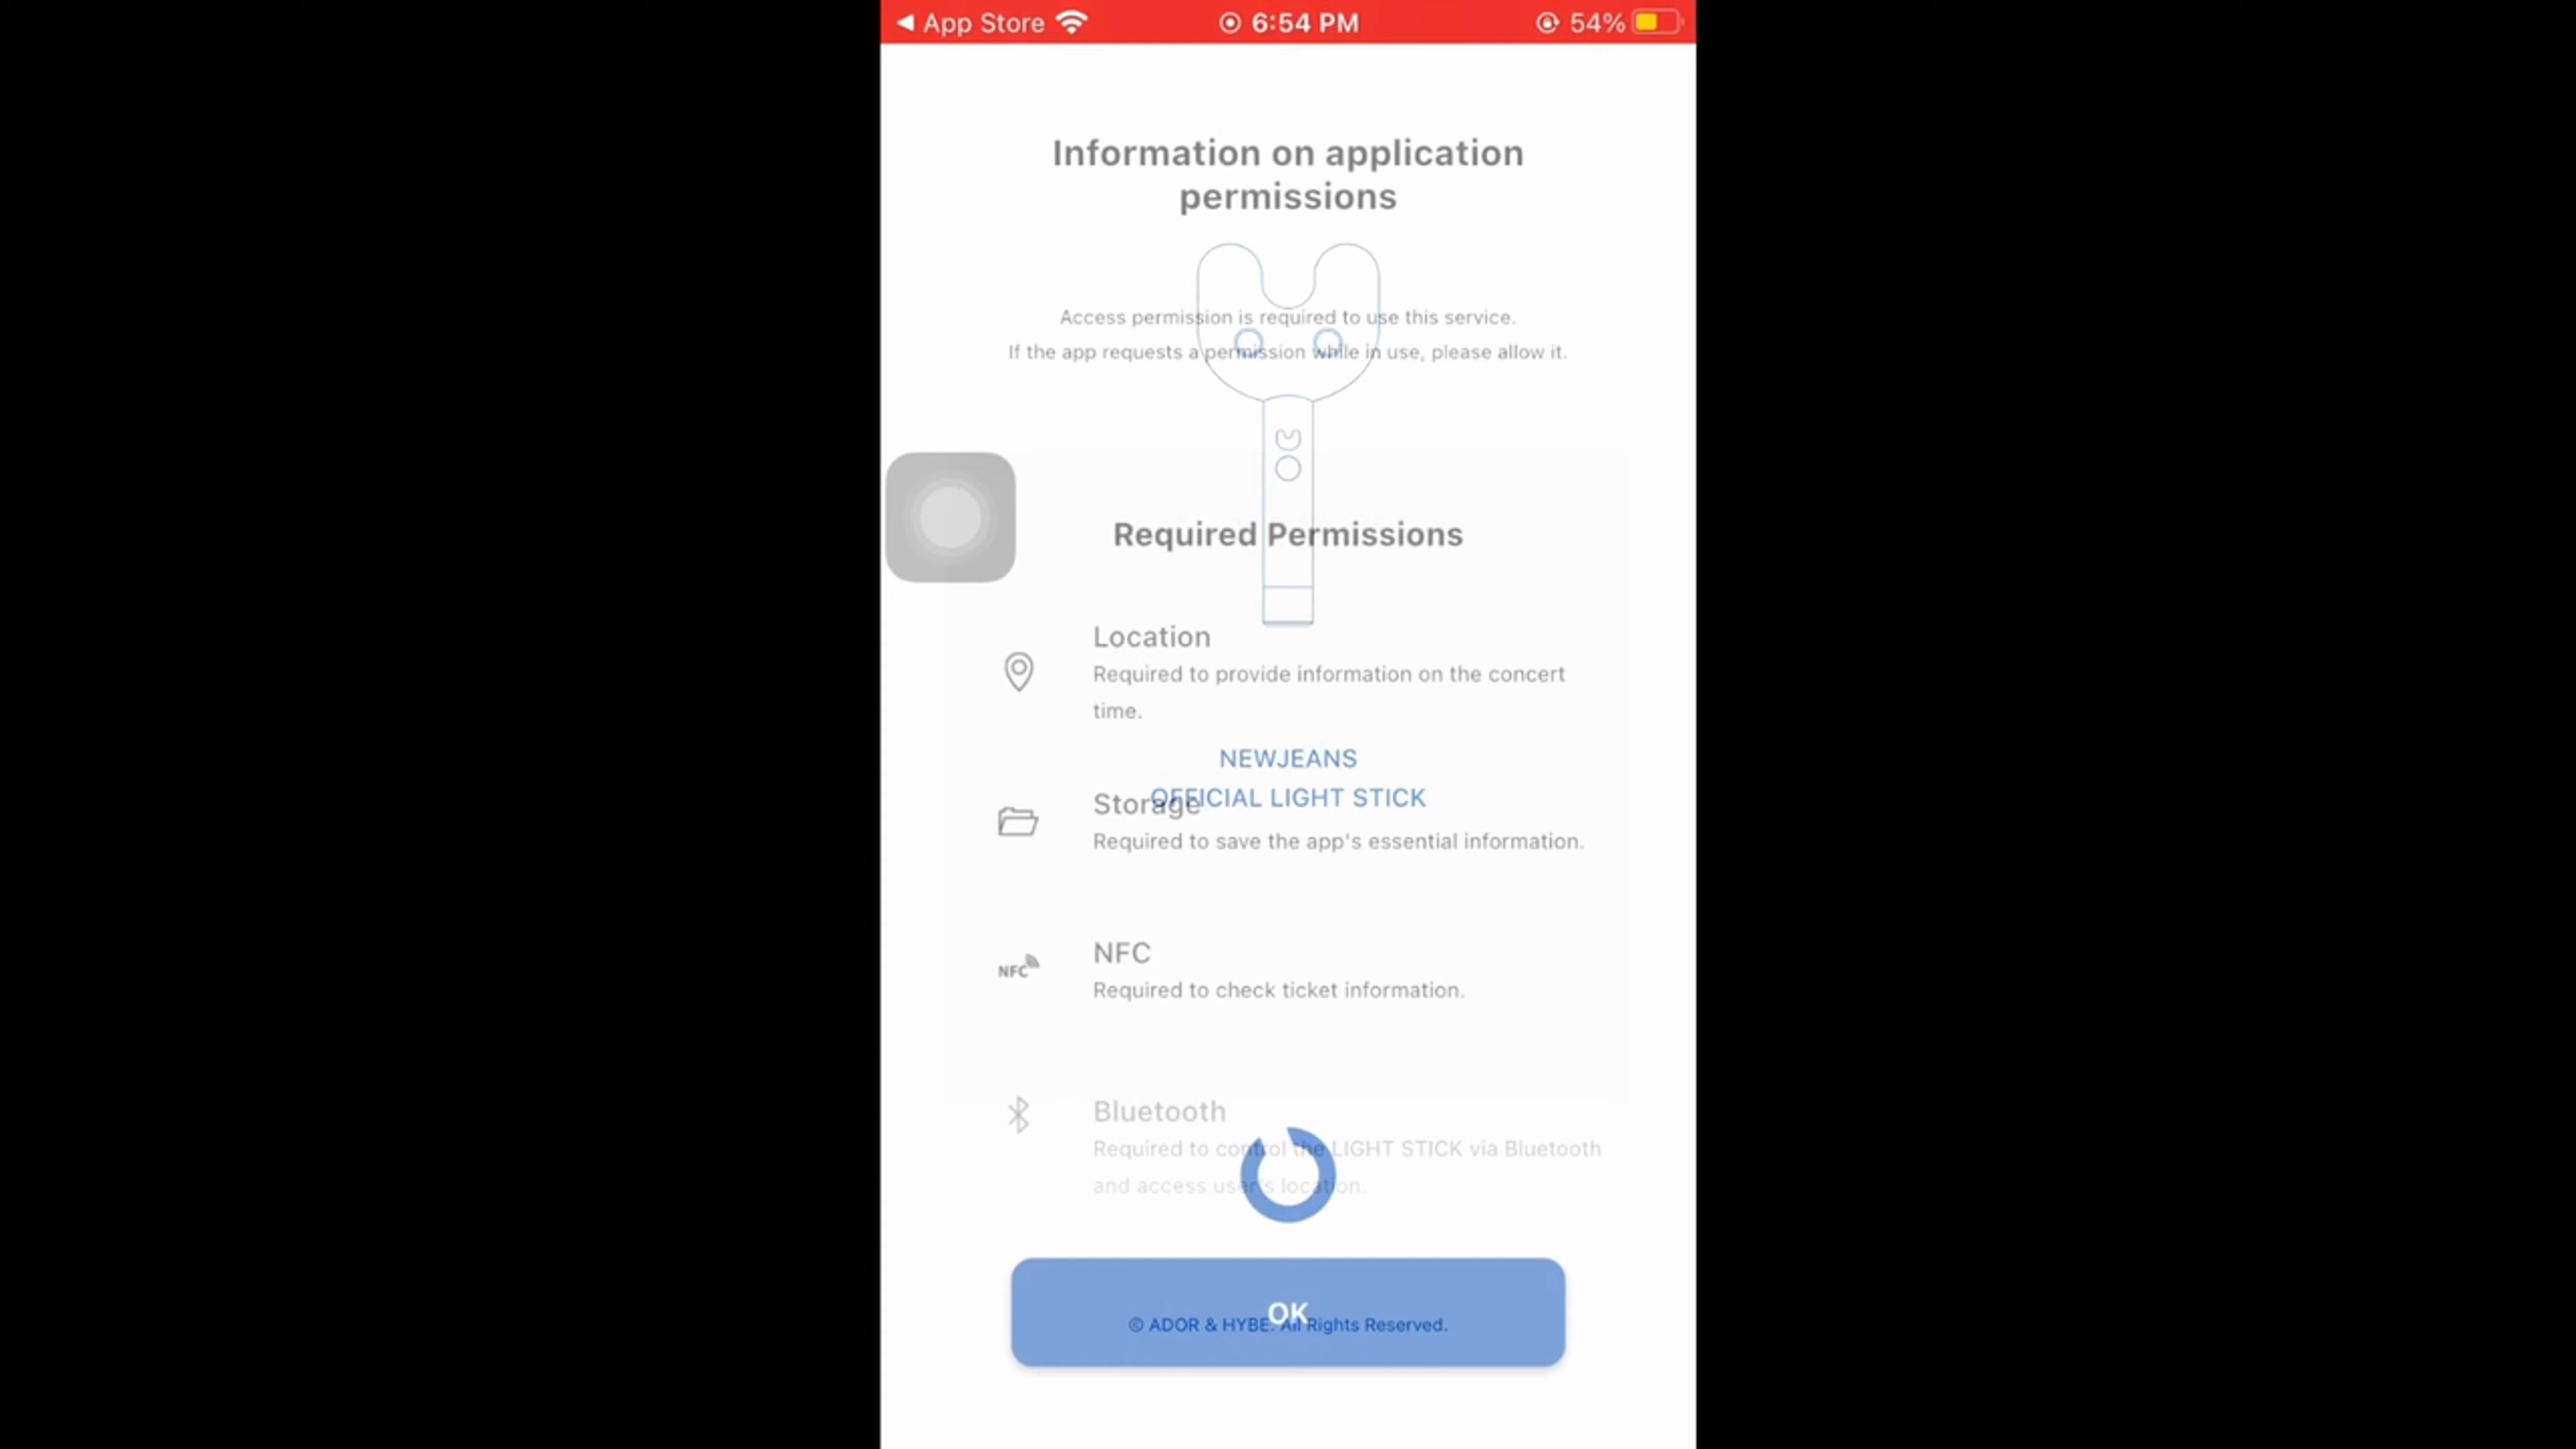 App Store
6:54 PM
54%
Information on application
permissions
Access permission is required to use this service.
If the app requests a permission while in use, please allow it.
Required Permissions
Location
Required to provide information on the concert
time.
NEWJEANS
OFFICIAL LIGHT STICK
Storage
Required to save the app's essential information.
NFC
NFC
Required to check ticket information.
Bluetooth
Required to control the LIGHT STICK via Bluetooth
and access user's location.
OK
© ADOR & HYBE. All Rights Reserved.